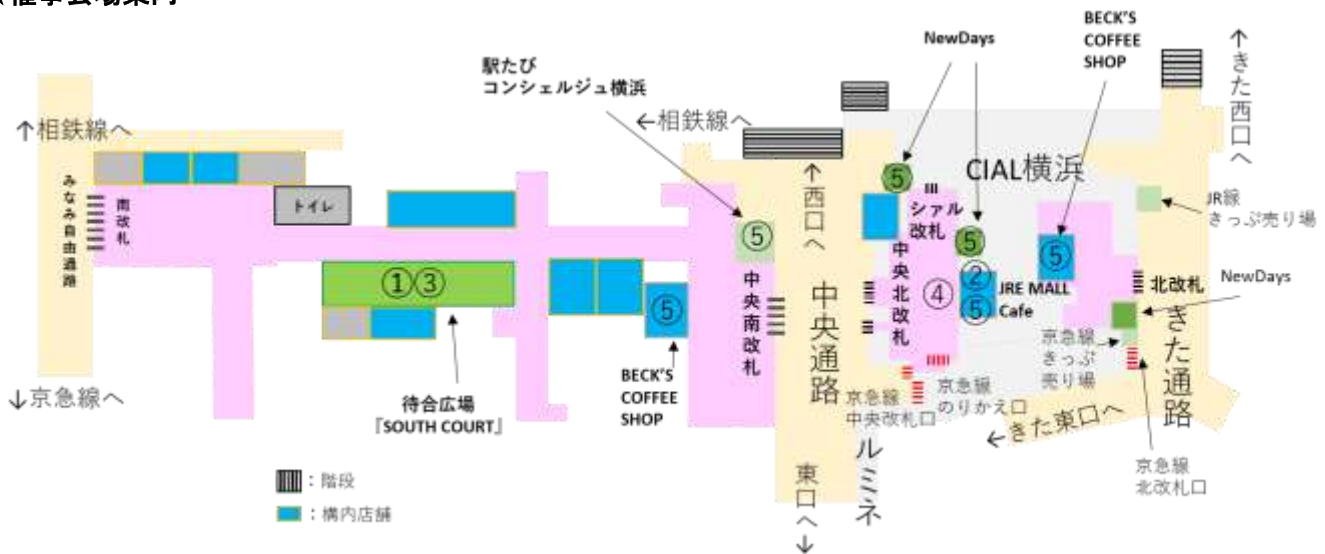 BECK'S
COFFEE
SHOP
NewDays
駅たび
コンシェルジュ横浜
←相鉄線へ
↑きた西口へ
↑相鉄線へ
CIAL横浜
↑西口へ
⑤
シァル
改札
JR線
きっぷ売り場
みなみ自由通路
南改札
トイレ
⑤
⑤
中央北改札
①③
④
②
⑤
JRE MALL
Cafe
⑤
北改札
NewDays
中央南改札
中央通路
⑤
京急線
きっぷ
売り場
きた通路
↓京急線へ
待合広場
「SOUTH COURT」
BECK'S
COFFEE
SHOP
京急線
中央改札口
京急線
のりかえ口
←きた東口へ
ルミネ
東口へ↓
京急線
北改札口
：階段
：構内店舗